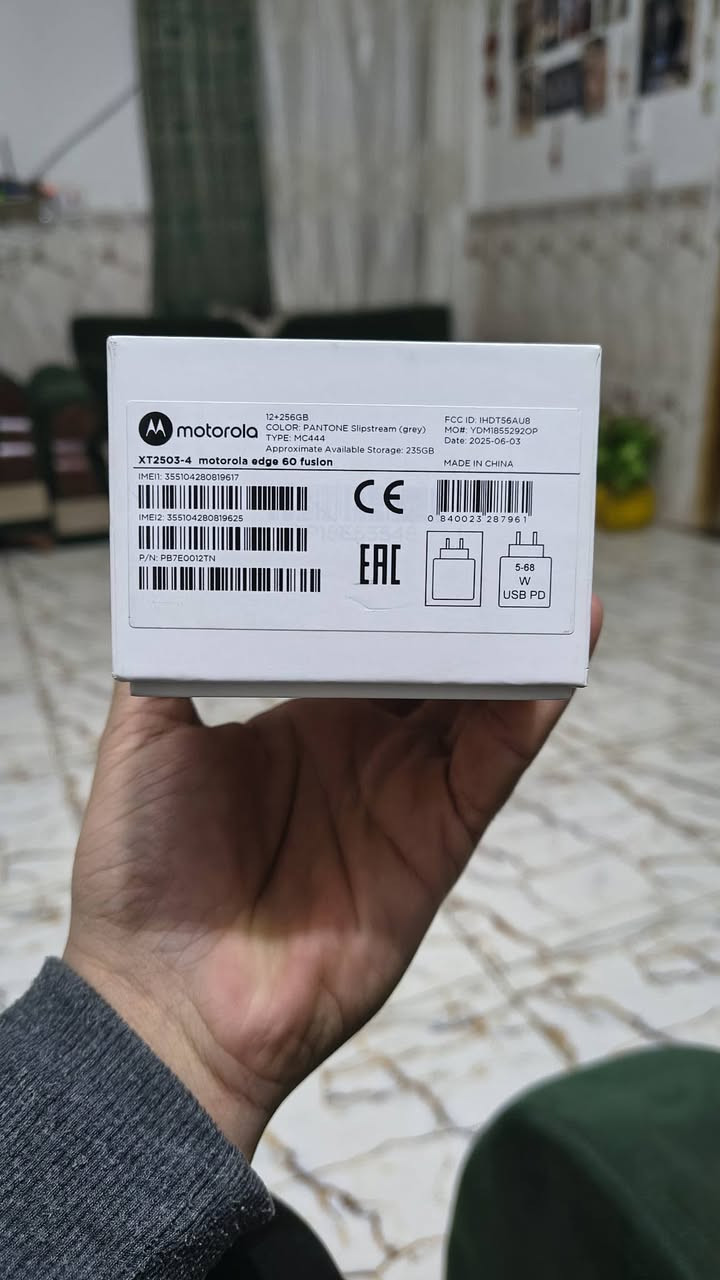 motorola
12+256GB
COLOR: PANTONE Slipstream (grey)
TYPE: MC444
Approximate Available Storage: 235GB
FCC ID: IHDT56AU8
MO#: YDM1855292OP
Date: 2025-06-03
XT2503-4 motorola edge 60 fusion
MADE IN CHINA
IMEI1: 355104280819617
IMEI2: 355104280819625
P/N: PB7E0012TN
CE
EAC
0 840023 287961
5-68
W
USB PD